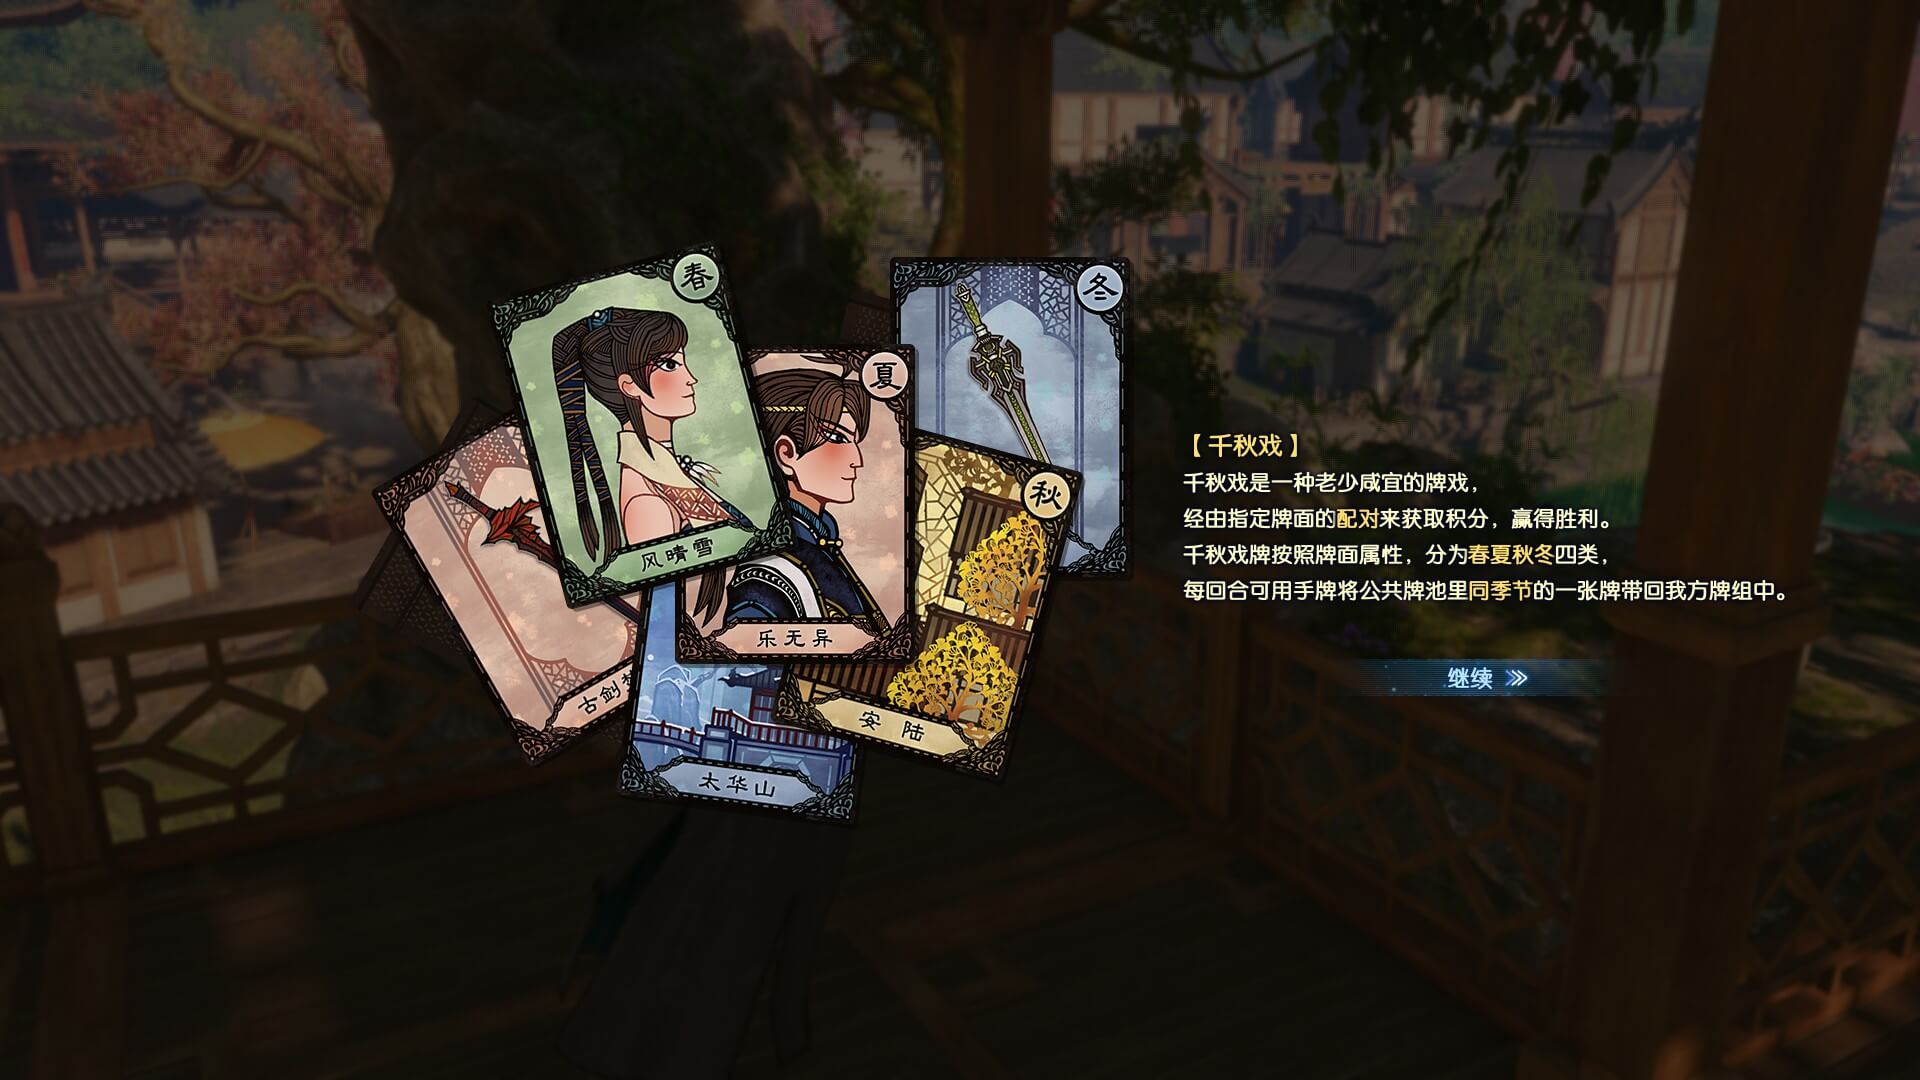 春
冬
夏
秋
风晴雪
乐无异
古剑
安陆
太华山
【千秋戏】
千秋戏是一种老少咸宜的牌戏，
经由指定牌面的配对来获取积分，赢得胜利。
千秋戏牌按照牌面属性，分为春夏秋冬四类，
每回合可用手牌将公共牌池里同季节的一张牌带回我方牌组中。
继续